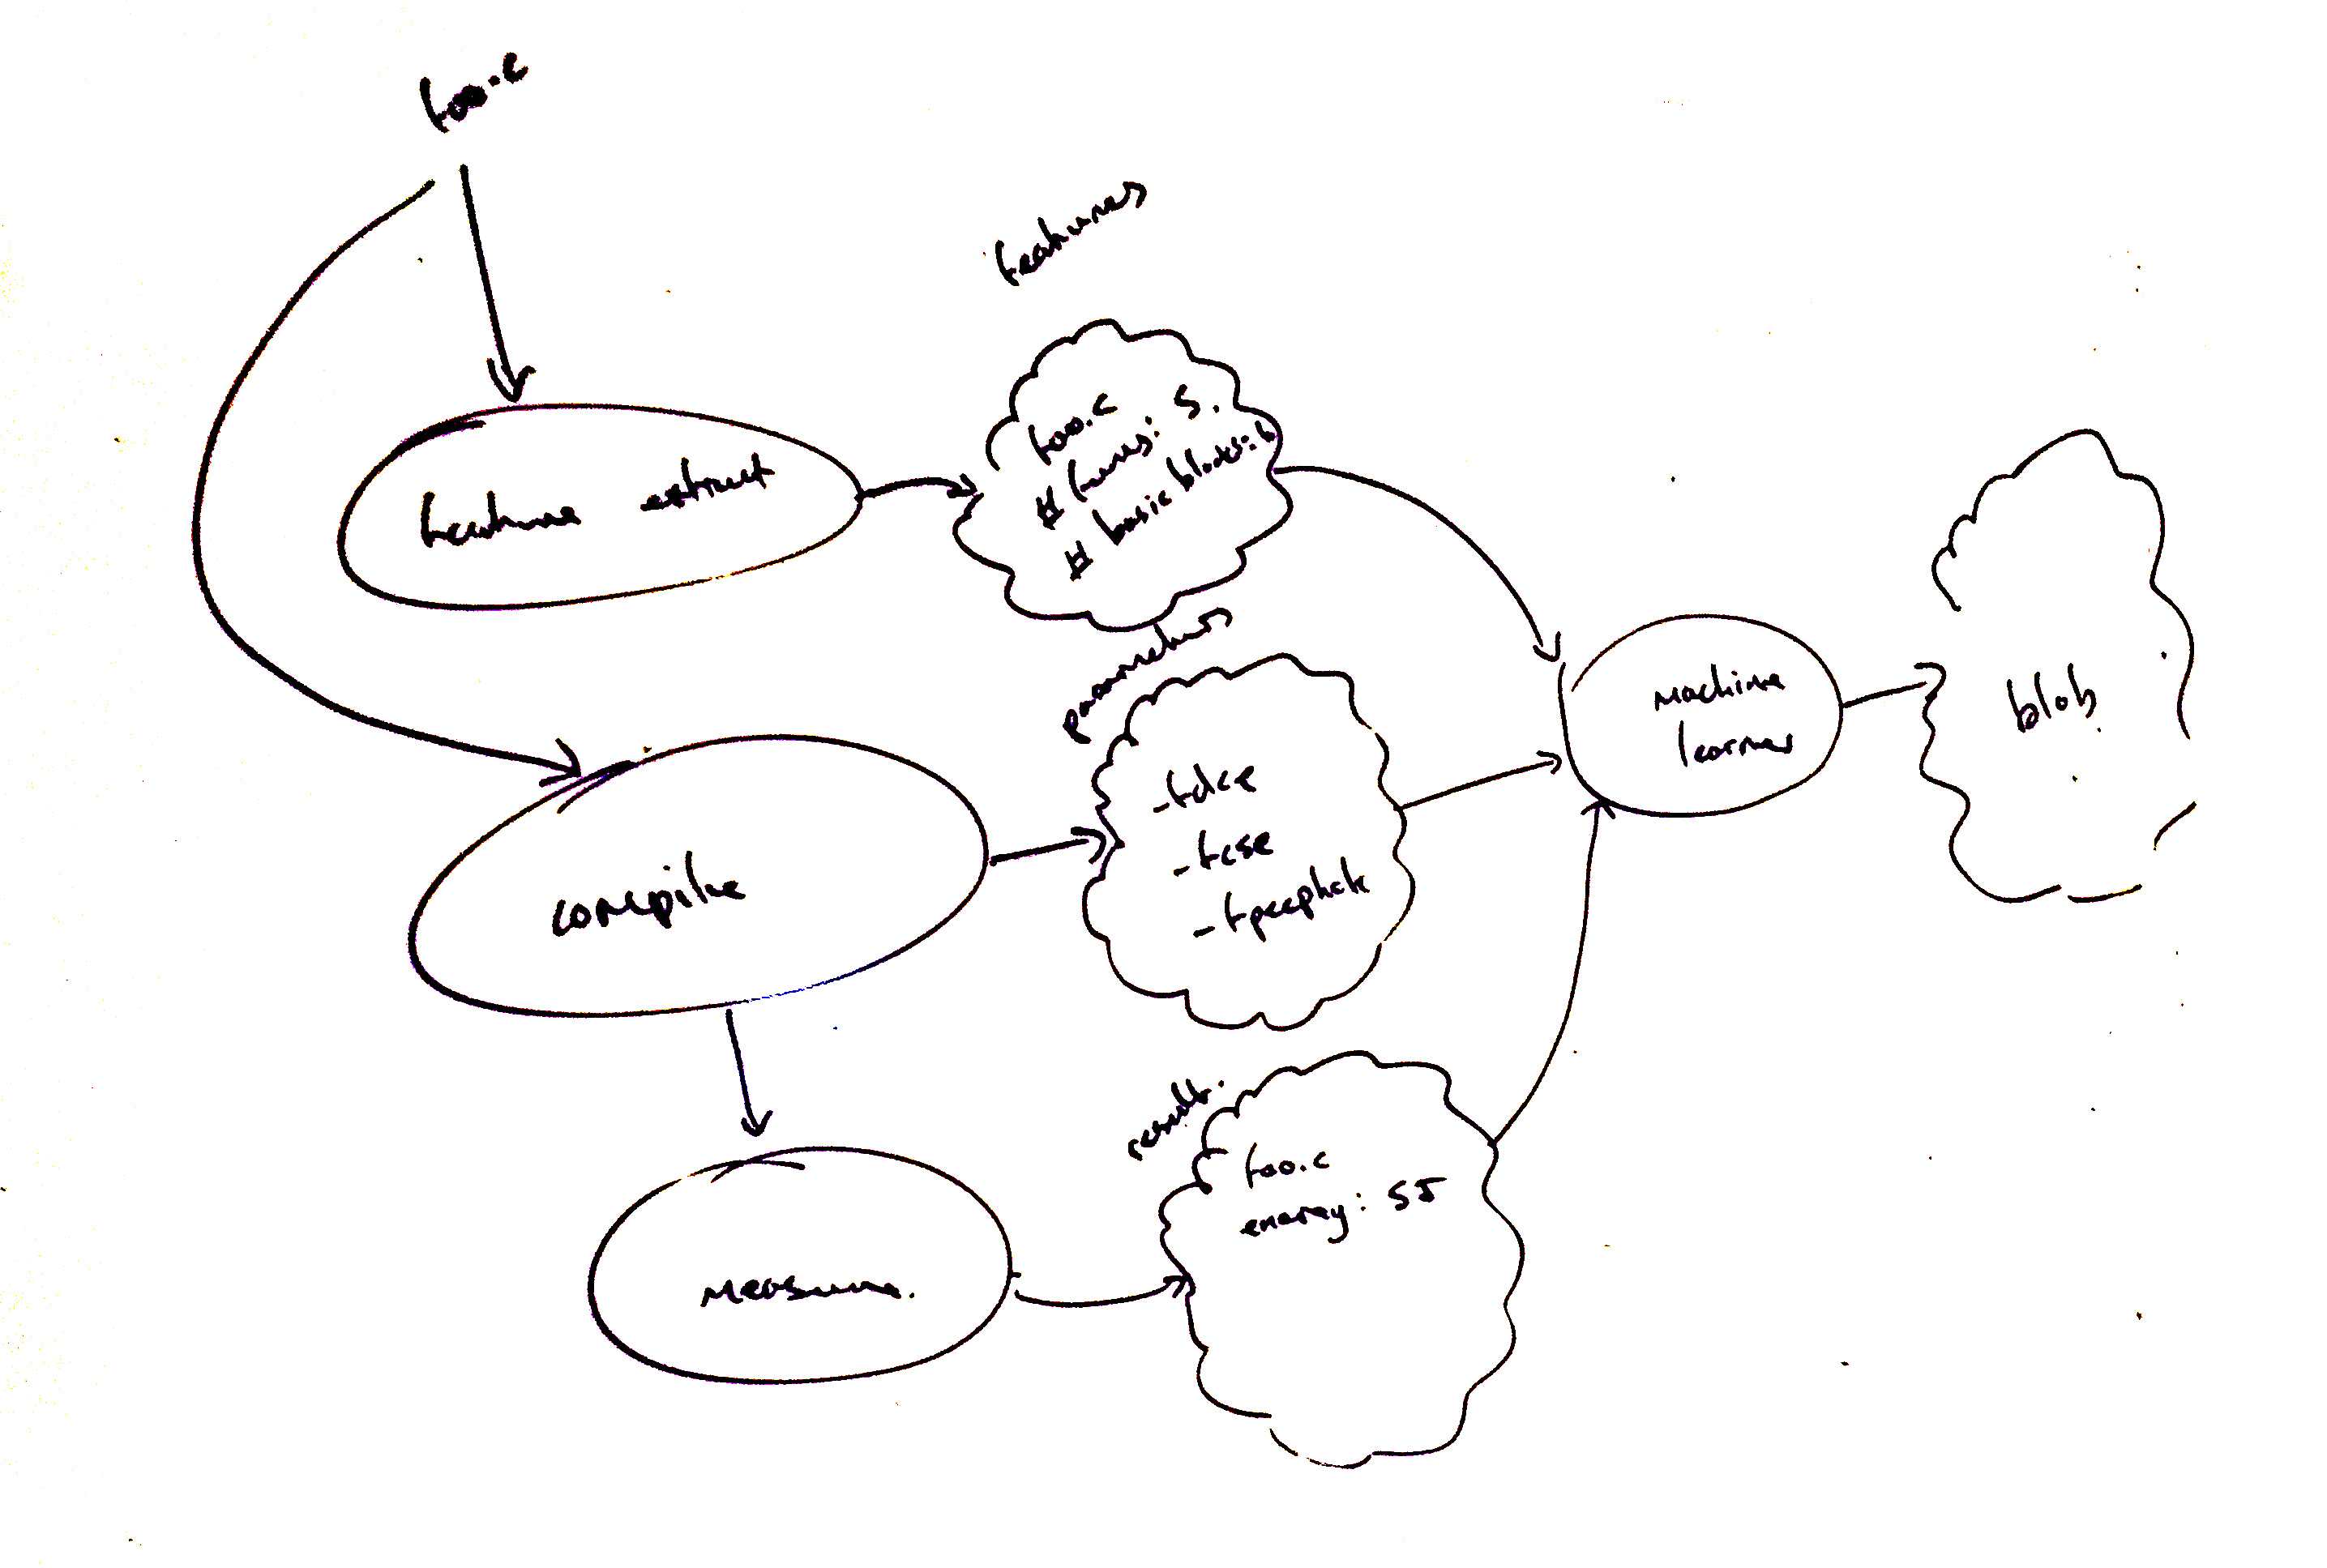 foo.c
features
foo.c
# funcs: 5.
# basic blocks: 6
feature extract
parameters
machine
learner
blob
-fdce
-fcse
-fpeephole
compile
results.
foo.c
energy: 5J
measure.